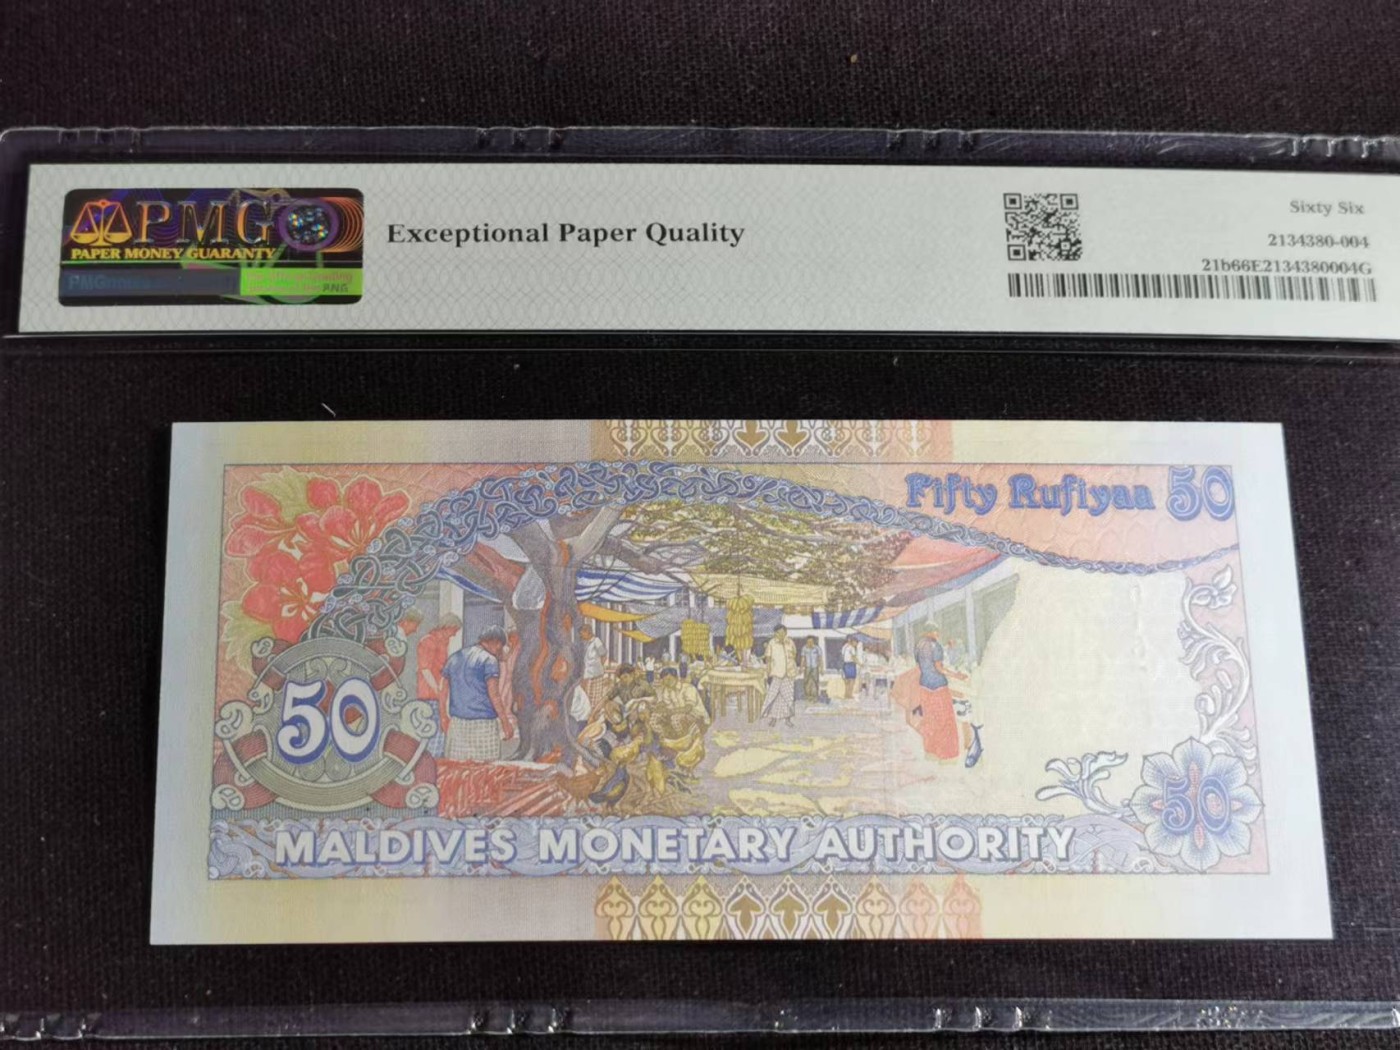 PMG
PAPER MONEY GUARANTY
Exceptional Paper Quality
Sixty Six
2134380-004
21b66E2134380004G
Fifty Rufiyaa 50
50
50
MALDIVES MONETARY AUTHORITY